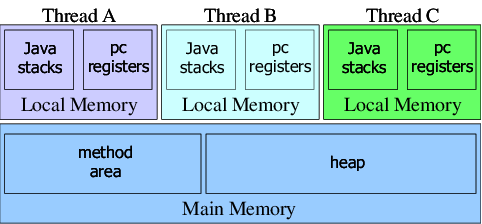 Thread A
Thread B
Thread C
Java
stacks
pc
registers
Local Memory
Java
stacks
pc
registers
Local Memory
Java
stacks
pc
registers
Local Memory
method
area
heap
Main Memory